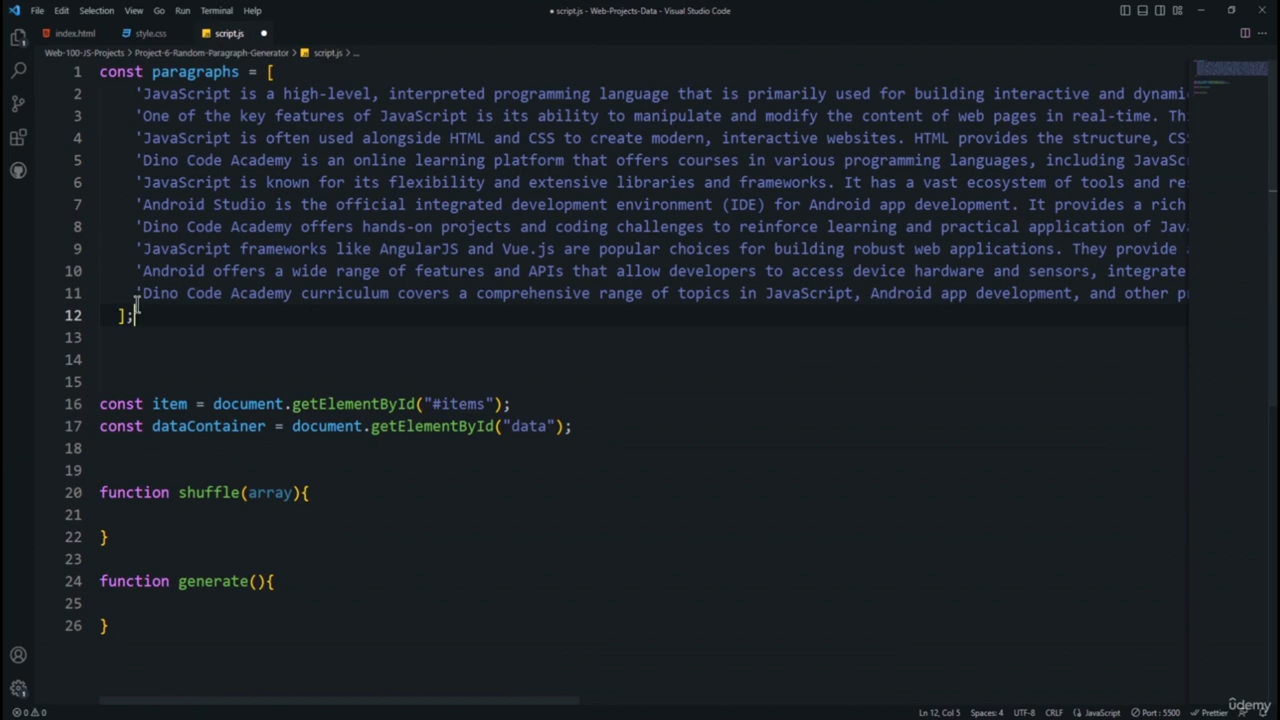 File Edit Selection View Go Run Terminal Help
● script.js - Web-Projects-Data - Visual Studio Code
index.html style.css script.js ●
Web-100-JS-Projects > Project-6-Random-Paragraph-Generator > script.js > ...
1 const paragraphs = [
2 'JavaScript is a high-level, interpreted programming language that is primarily used for building interactive and dynami
3 'One of the key features of JavaScript is its ability to manipulate and modify the content of web pages in real-time. Th
4 'JavaScript is often used alongside HTML and CSS to create modern, interactive websites. HTML provides the structure, CS
5 'Dino Code Academy is an online learning platform that offers courses in various programming languages, including JavaSc
6 'JavaScript is known for its flexibility and extensive libraries and frameworks. It has a vast ecosystem of tools and re
7 'Android Studio is the official integrated development environment (IDE) for Android app development. It provides a rich
8 'Dino Code Academy offers hands-on projects and coding challenges to reinforce learning and practical application of Jav
9 'JavaScript frameworks like AngularJS and Vue.js are popular choices for building robust web applications. They provide
10 'Android offers a wide range of features and APIs that allow developers to access device hardware and sensors, integrate
11 'Dino Code Academy curriculum covers a comprehensive range of topics in JavaScript, Android app development, and other p
12 ];
13
14
15
16 const item = document.getElementById("#items");
17 const dataContainer = document.getElementById("data");
18
19
20 function shuffle(array){
21
22 }
23
24 function generate(){
25
26 }
0 0 Ln 12, Col 5 Spaces: 4 UTF-8 CRLF JavaScript Port : 5500 Prettier
ûdemy